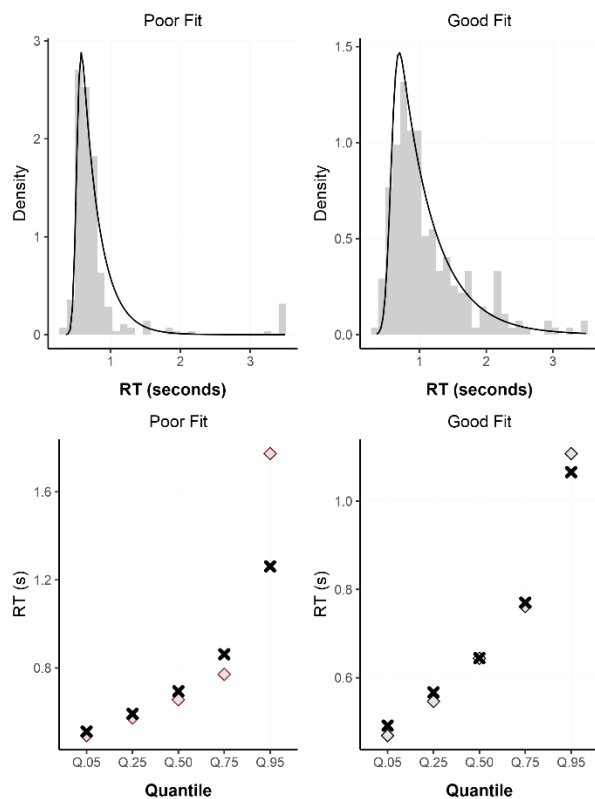 Poor Fit
3
2
1
0
Density
1 2 3
RT (seconds)
Good Fit
1.5
1.0
0.5
0.0
Density
1 2 3
RT (seconds)
Poor Fit
1.6
1.2
0.8
RT (s)
Q.05 Q.25 Q.50 Q.75 Q.95
Quantile
Good Fit
1.0
0.8
0.6
RT (s)
Q.05 Q.25 Q.50 Q.75 Q.95
Quantile